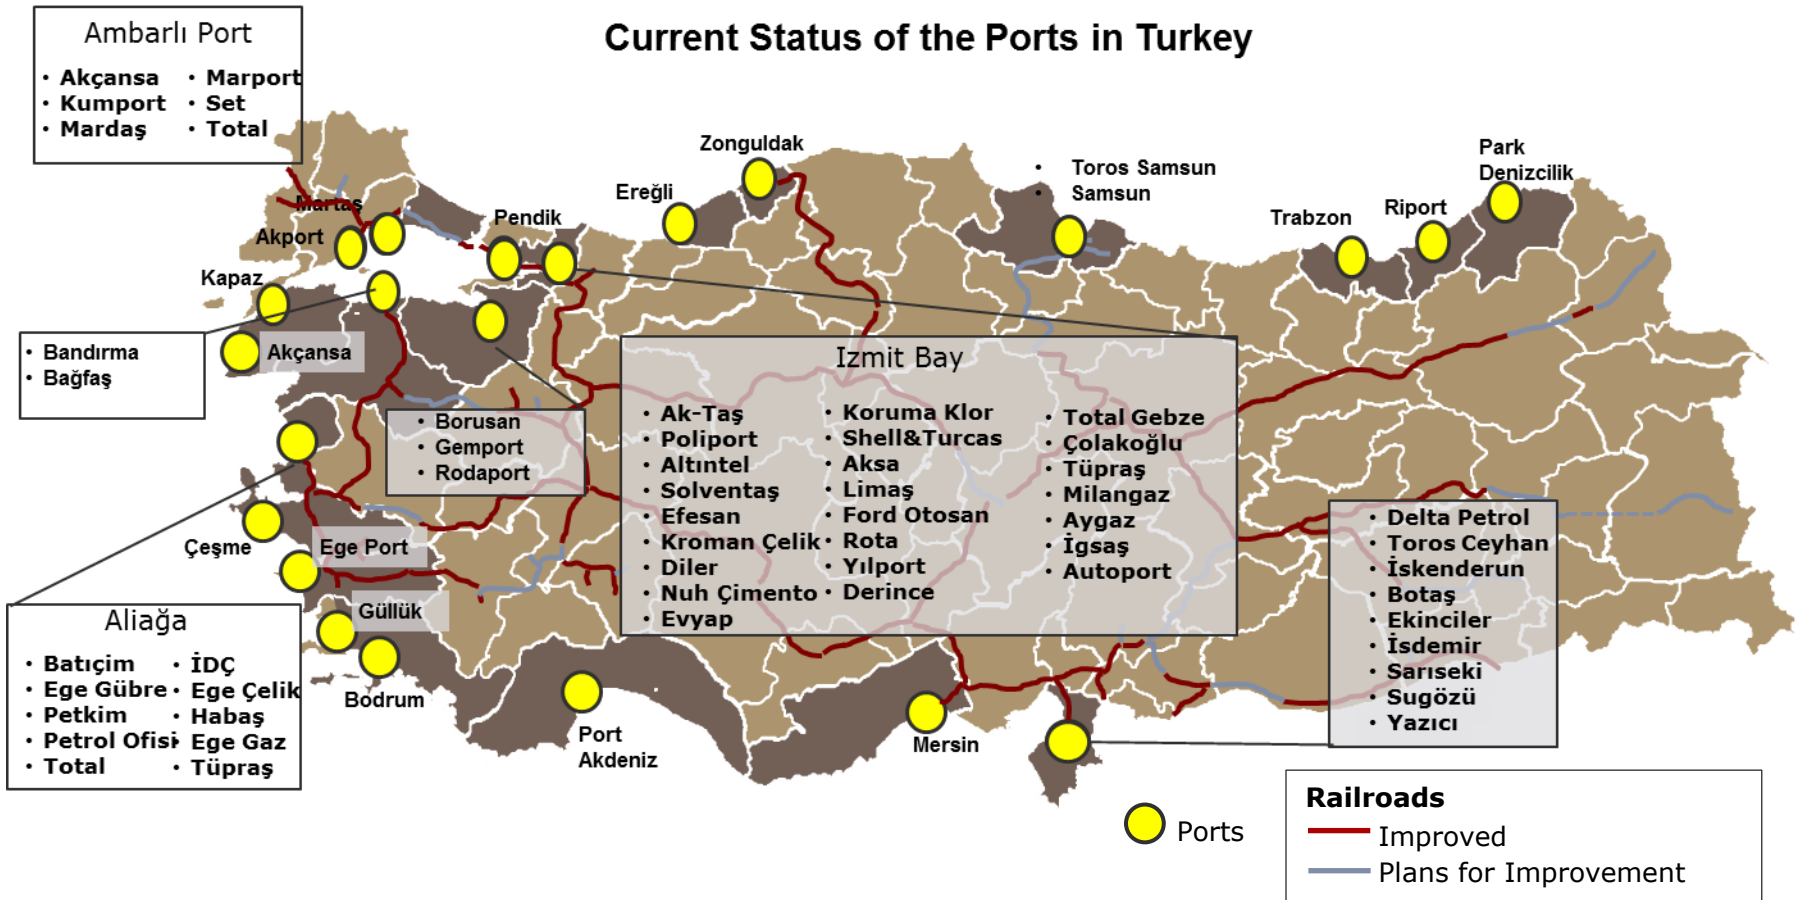 Current Status of the Ports in Turkey
Ambarlı Port
• Akçansa
• Kumport
• Mardaş
• Marport
• Set
• Total
Martaş
Akport
Kapaz
Pendik
Ereğli
Zonguldak
• Toros Samsun
• Samsun
Trabzon
Riport
Park
Denizcilik
• Bandırma
• Bağfaş
Akçansa
• Borusan
• Gemport
• Rodaport
Izmit Bay
• Ak-Taş
• Poliport
• Altıntel
• Solventaş
• Efesan
• Kroman Çelik
• Diler
• Nuh Çimento
• Evyap
• Koruma Klor
• Shell&Turcas
• Aksa
• Limaş
• Ford Otosan
• Rota
• Yılport
• Derince
• Total Gebze
• Çolakoğlu
• Tüpraş
• Milangaz
• Aygaz
• İgsaş
• Autoport
Çeşme
Ege Port
Güllük
Bodrum
Aliağa
• Batıçim
• Ege Gübre
• Petkim
• Petrol Ofisi
• Total
• İDÇ
• Ege Çelik
• Habaş
• Ege Gaz
• Tüpraş
Port
Akdeniz
Mersin
• Delta Petrol
• Toros Ceyhan
• İskenderun
• Botaş
• Ekinciler
• İsdemir
• Sarıseki
• Sugözü
• Yazıcı
Ports
Railroads
Improved
Plans for Improvement